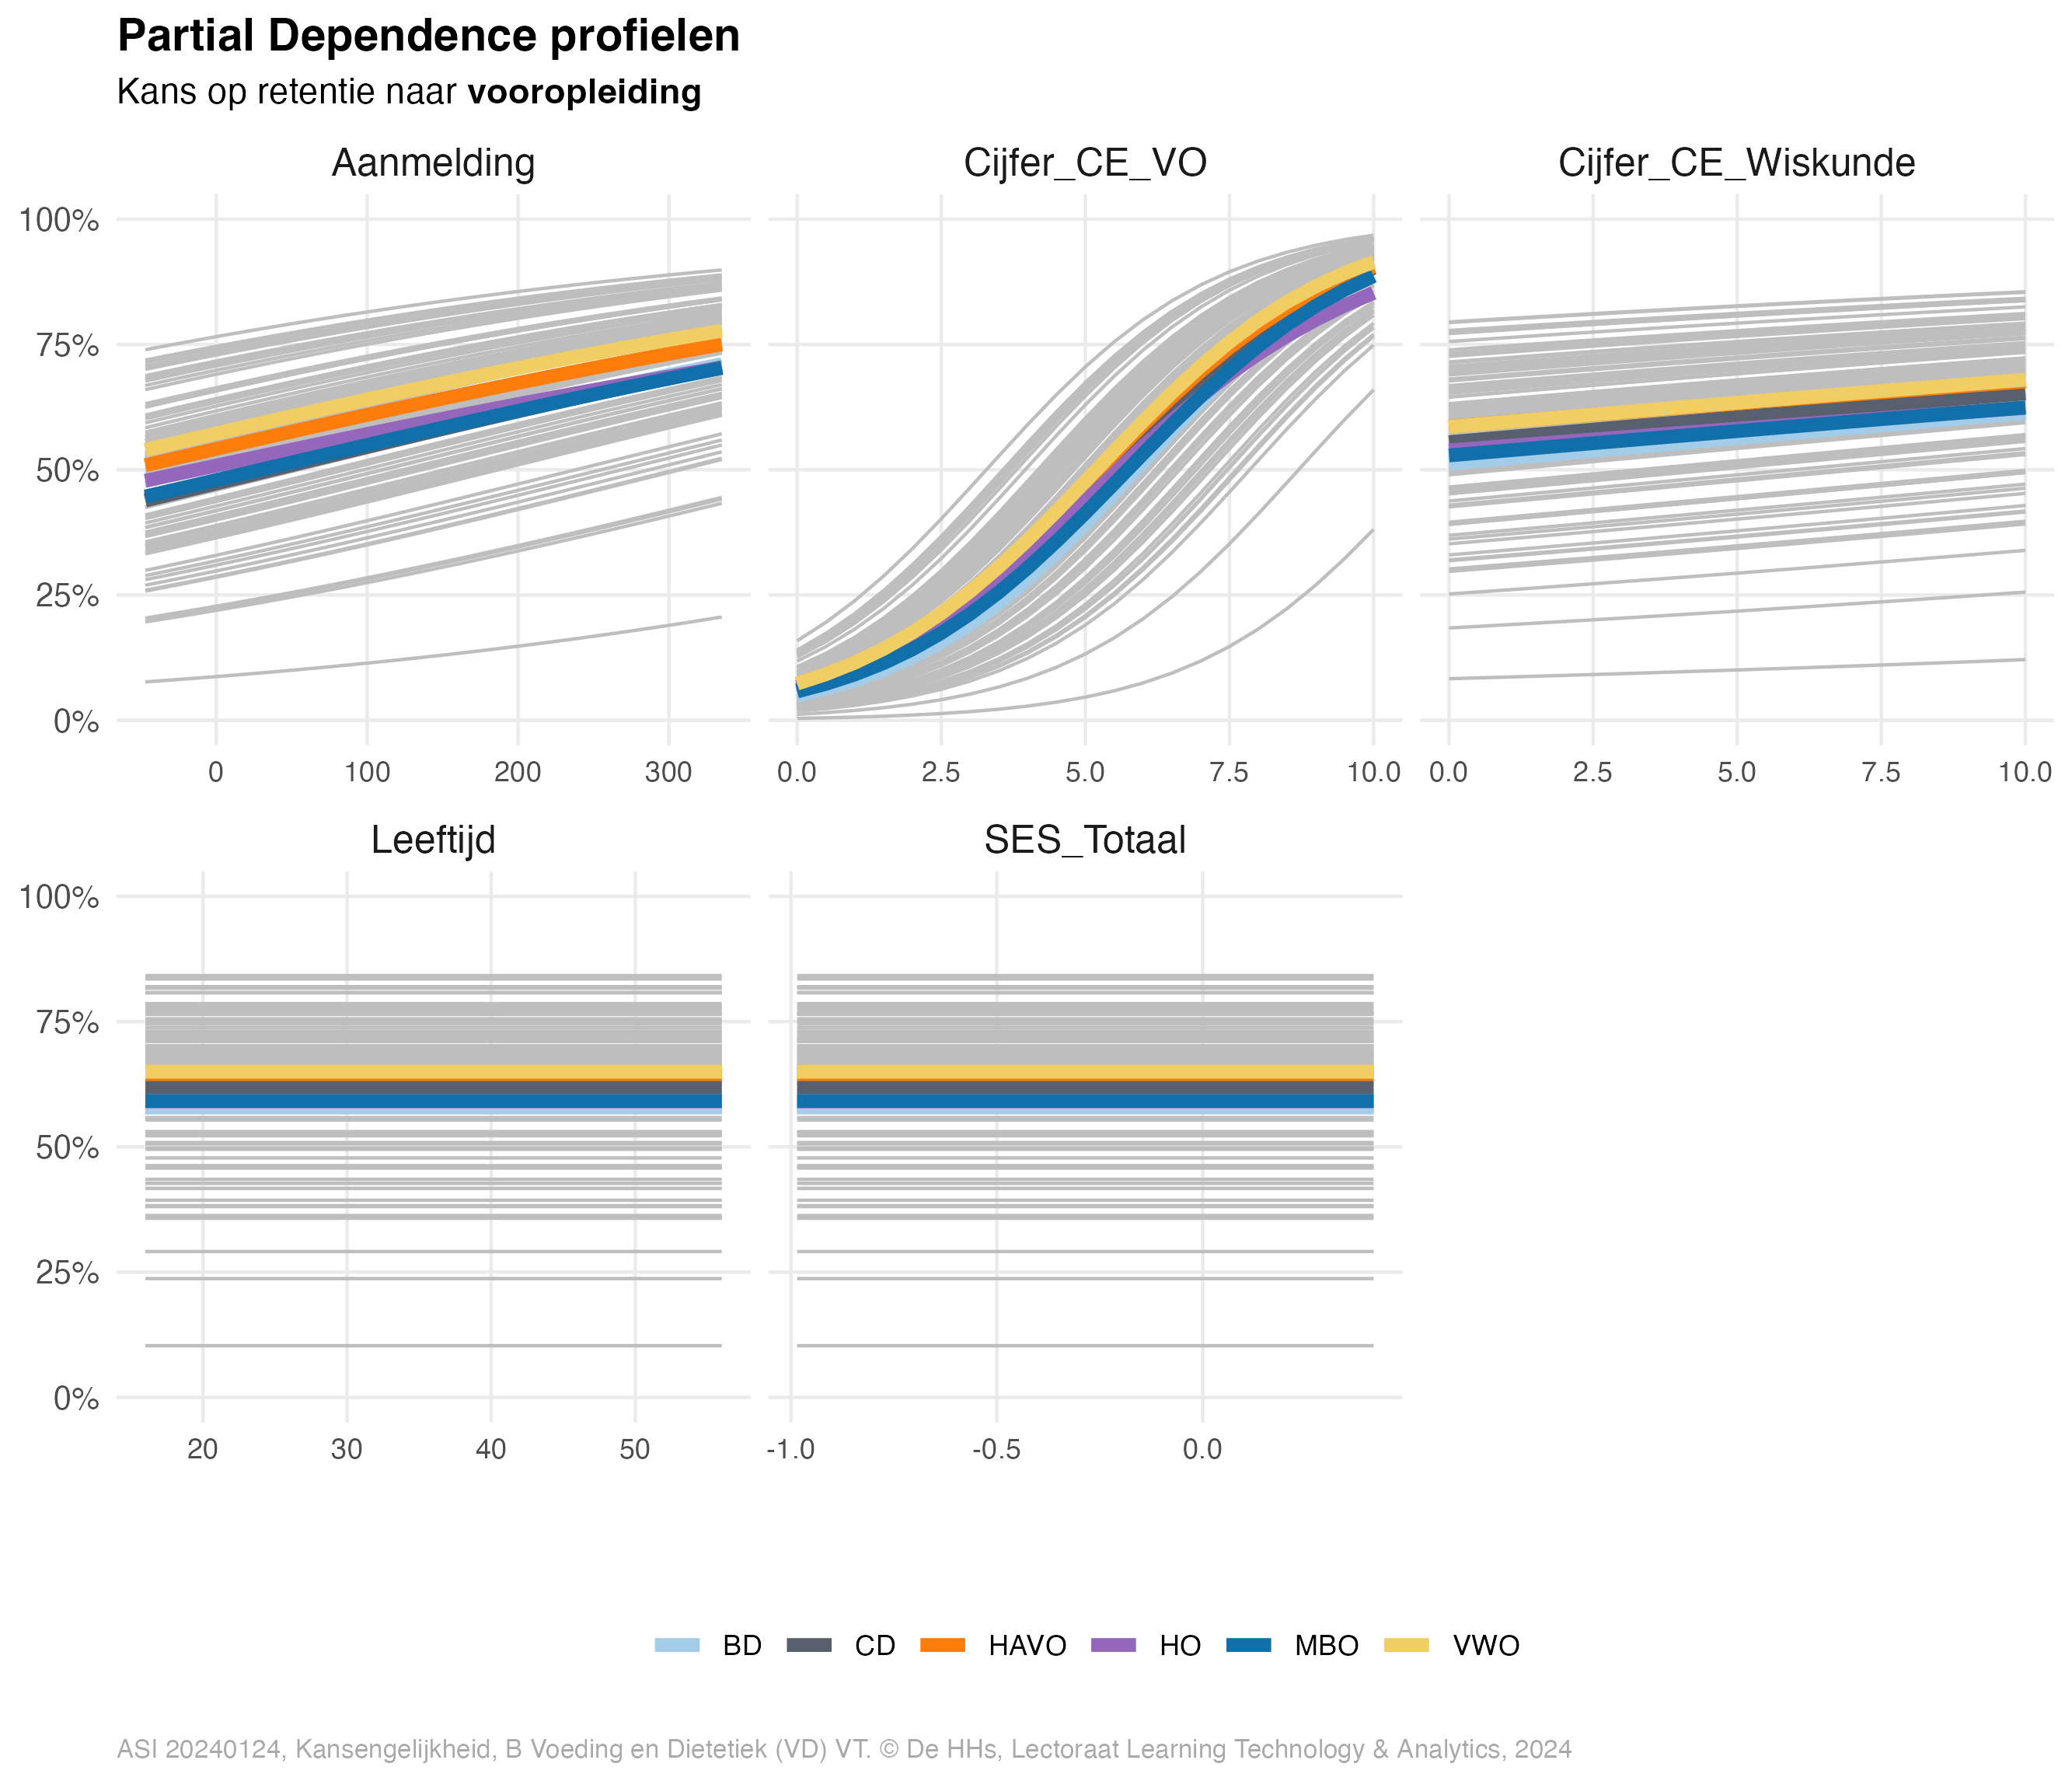 Partial Dependence profielen
Kans op retentie naar vooropleiding
Aanmelding
Cijfer_CE_VO
Cijfer_CE_Wiskunde
100%
75%
50%
25%
0%
0 100 200 300
0.0 2.5 5.0 7.5 10.0
0.0 2.5 5.0 7.5 10.0
Leeftijd
SES_Totaal
100%
75%
50%
25%
0%
20 30 40 50
-1.0 -0.5 0.0
BD CD HAVO HO MBO VWO
ASI 20240124, Kansengelijkheid, B Voeding en Dietetiek (VD) VT. © De HHs, Lectoraat Learning Technology & Analytics, 2024